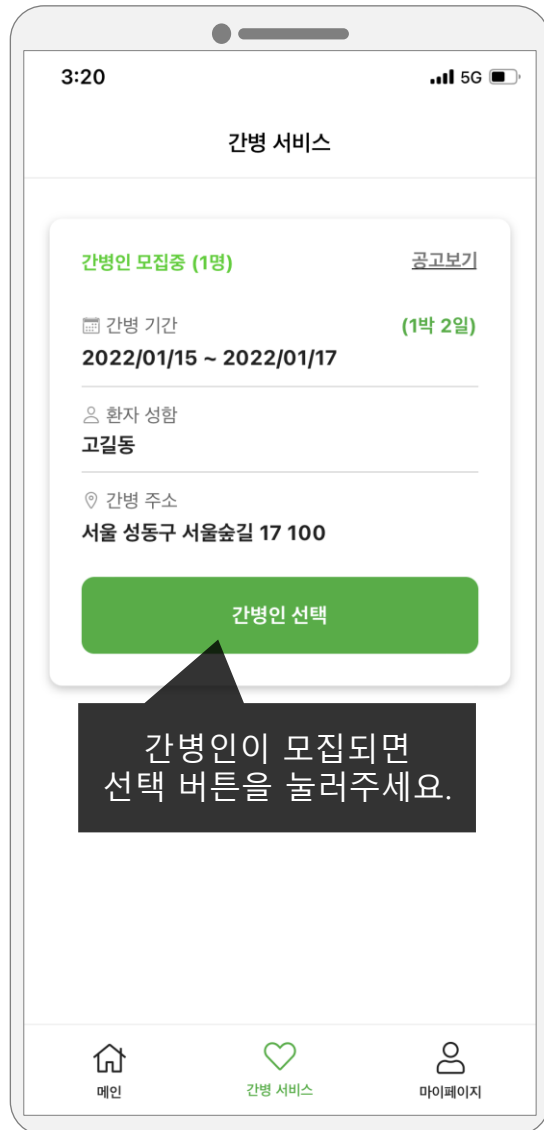 3:20 5G
간병 서비스
간병인 모집중 (1명) 공고보기
간병 기간 (1박 2일)
2022/01/15 ~ 2022/01/17
환자 성함
고길동
간병 주소
서울 성동구 서울숲길 17 100
간병인 선택
간병인이 모집되면
선택 버튼을 눌러주세요.
메인 간병 서비스 마이페이지